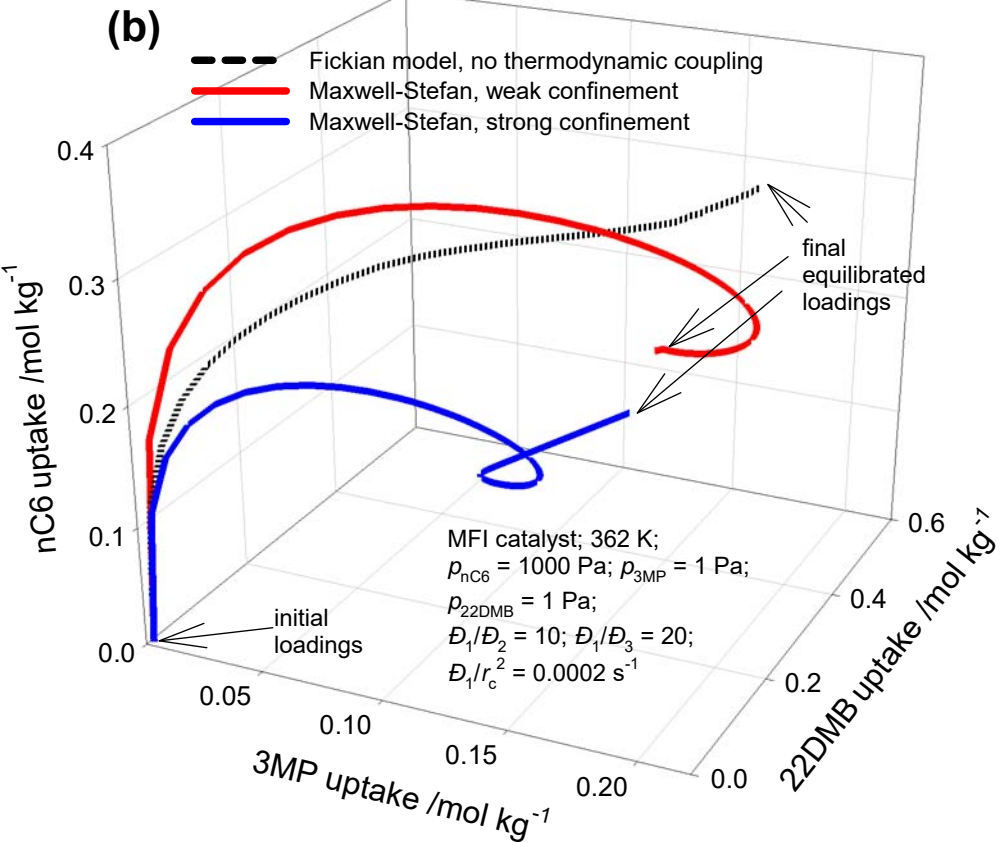 (b)
Fickian model, no thermodynamic coupling
Maxwell-Stefan, weak confinement
Maxwell-Stefan, strong confinement
0.4
0.3
0.2
0.1
0.0
nC6 uptake /mol kg⁻¹
final
equilibrated
loadings
initial
loadings
MFI catalyst; 362 K;
pnC6 = 1000 Pa; p3MP = 1 Pa;
p22DMB = 1 Pa;
Đ1/Đ2 = 10; Đ1/Đ3 = 20;
Đ1/rc² = 0.0002 s⁻¹
0.05
0.10
0.15
0.20
3MP uptake /mol kg⁻¹
0.0
0.2
0.4
0.6
22DMB uptake /mol kg⁻¹